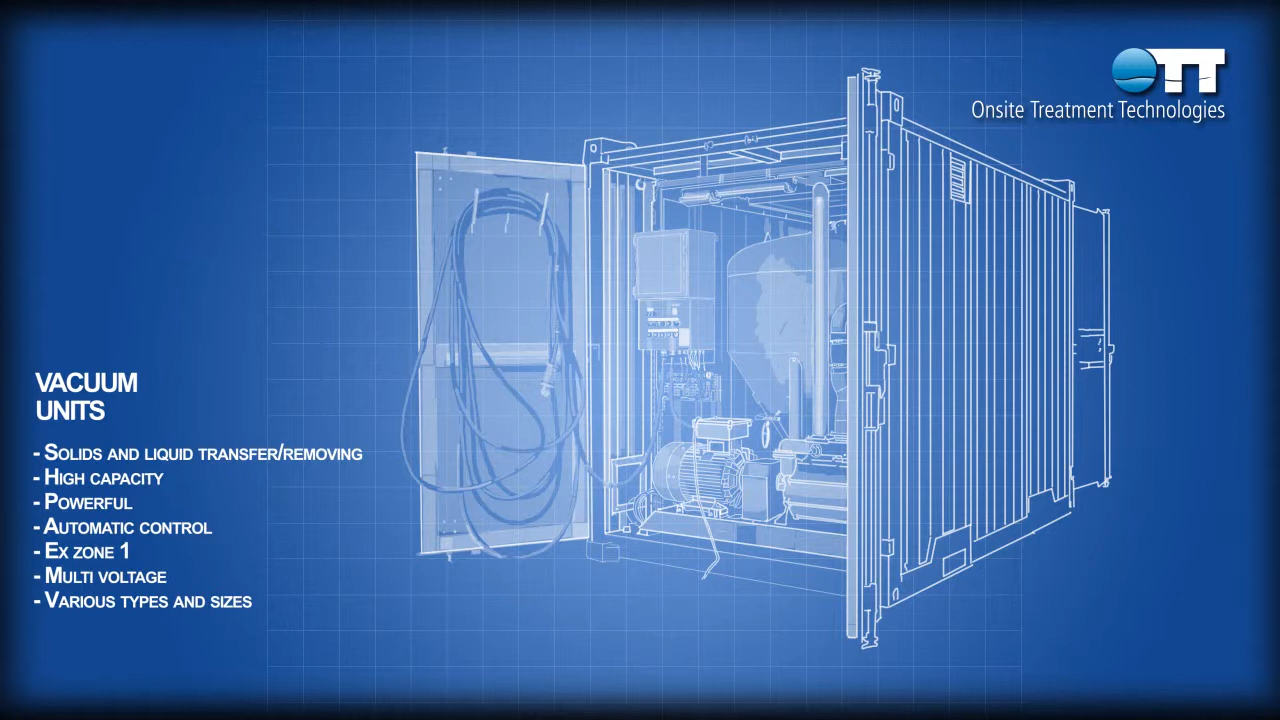 OTT
Onsite Treatment Technologies
VACUUM
UNITS
- Solids and liquid transfer/removing
- High capacity
- Powerful
- Automatic control
- Ex zone 1
- Multi voltage
- Various types and sizes